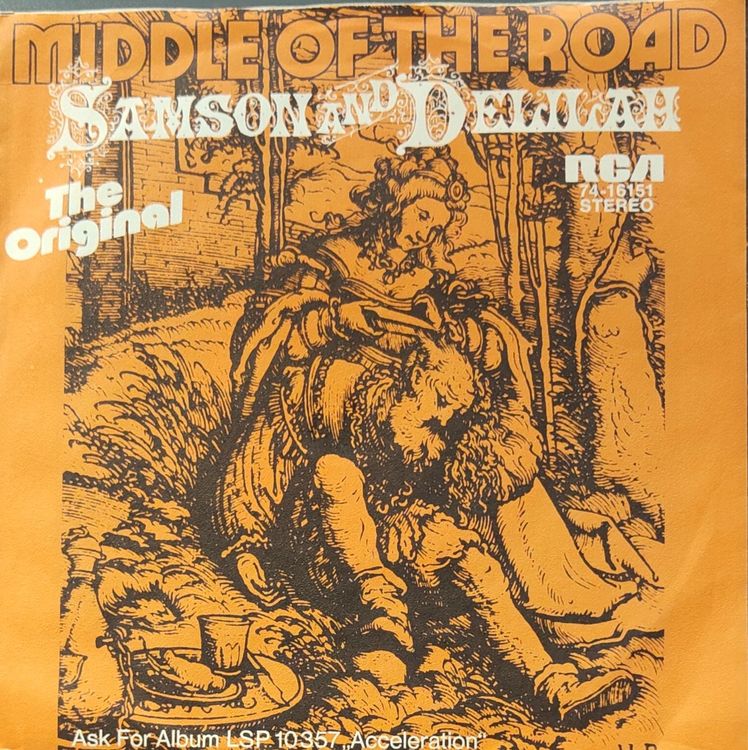 MIDDLE OF THE ROAD
SAMSON AND DELILAH
RCA
74-16151
STEREO
The
Original
Ask For Album LSP 10357 „Acceleration“